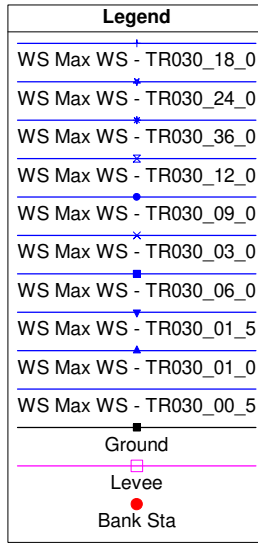 Legend
WS Max WS - TR030_18_0
WS Max WS - TR030_24_0
WS Max WS - TR030_36_0
WS Max WS - TR030_12_0
WS Max WS - TR030_09_0
WS Max WS - TR030_03_0
WS Max WS - TR030_06_0
WS Max WS - TR030_01_5
WS Max WS - TR030_01_0
WS Max WS - TR030_00_5
Ground
Levee
Bank Sta